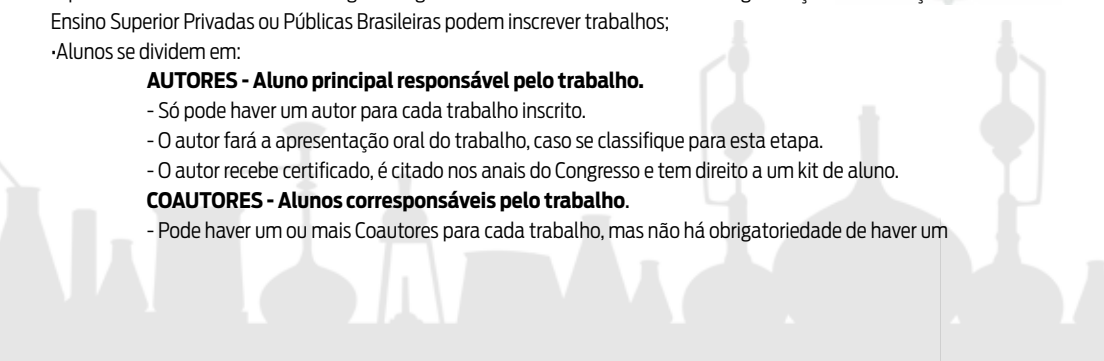 Ensino Superior Privadas ou Públicas Brasileiras podem inscrever trabalhos;
·Alunos se dividem em:
AUTORES - Aluno principal responsável pelo trabalho.
- Só pode haver um autor para cada trabalho inscrito.
- O autor fará a apresentação oral do trabalho, caso se classifique para esta etapa.
- O autor recebe certificado, é citado nos anais do Congresso e tem direito a um kit de aluno.
COAUTORES - Alunos corresponsáveis pelo trabalho.
- Pode haver um ou mais Coautores para cada trabalho, mas não há obrigatoriedade de haver um